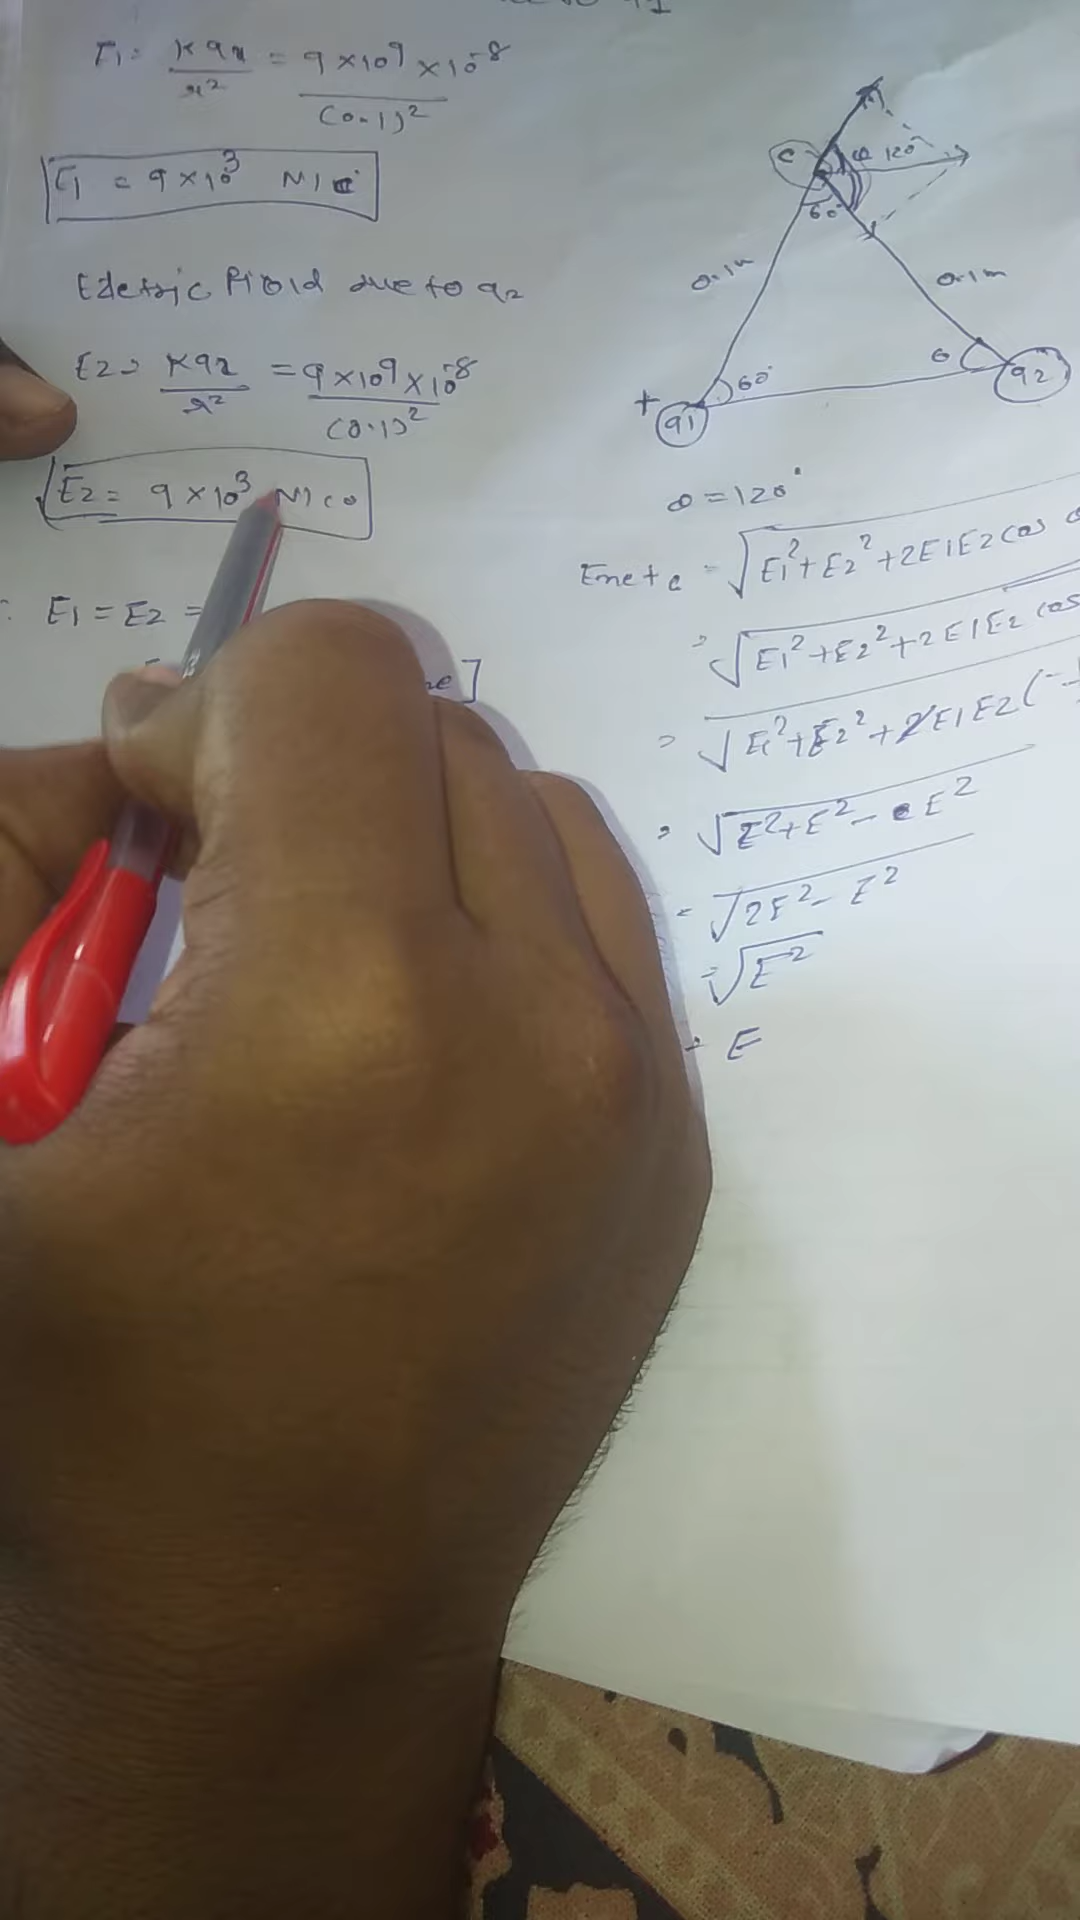 E1 = Kq1 / r² = 9×10⁹×10⁻⁸ / (0.1)²
E1 = 9×10³ N/C
Eletric Field due to q2
E2 = Kq2 / r² = 9×10⁹×10⁻⁸ / (0.1)²
E2 = 9×10³ N/C
E1 = E2 =
]
C
120°
60°
0.1m
0.1m
60°
+
q1
q2
θ = 120°
Enet c = √E1²+E2²+2E1E2 cos
= √E1²+E2²+2E1E2 cos
= √E1²+E2²+2E1E2(-
= √E²+E²- E²
= √2E²- E²
= √E²
= E